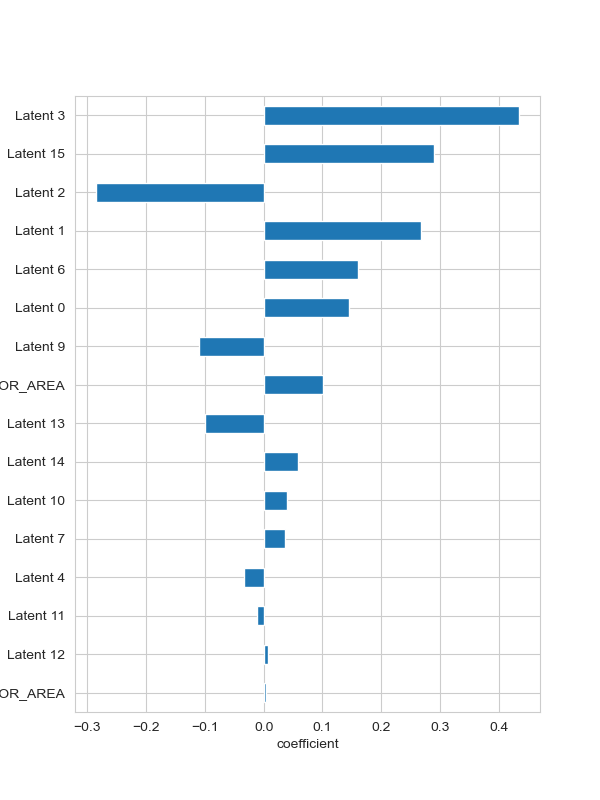 Latent 3
Latent 15
Latent 2
Latent 1
Latent 6
Latent 0
Latent 9
OR_AREA
Latent 13
Latent 14
Latent 10
Latent 7
Latent 4
Latent 11
Latent 12
OR_AREA
−0.3 −0.2 −0.1 0.0 0.1 0.2 0.3 0.4
coefficient